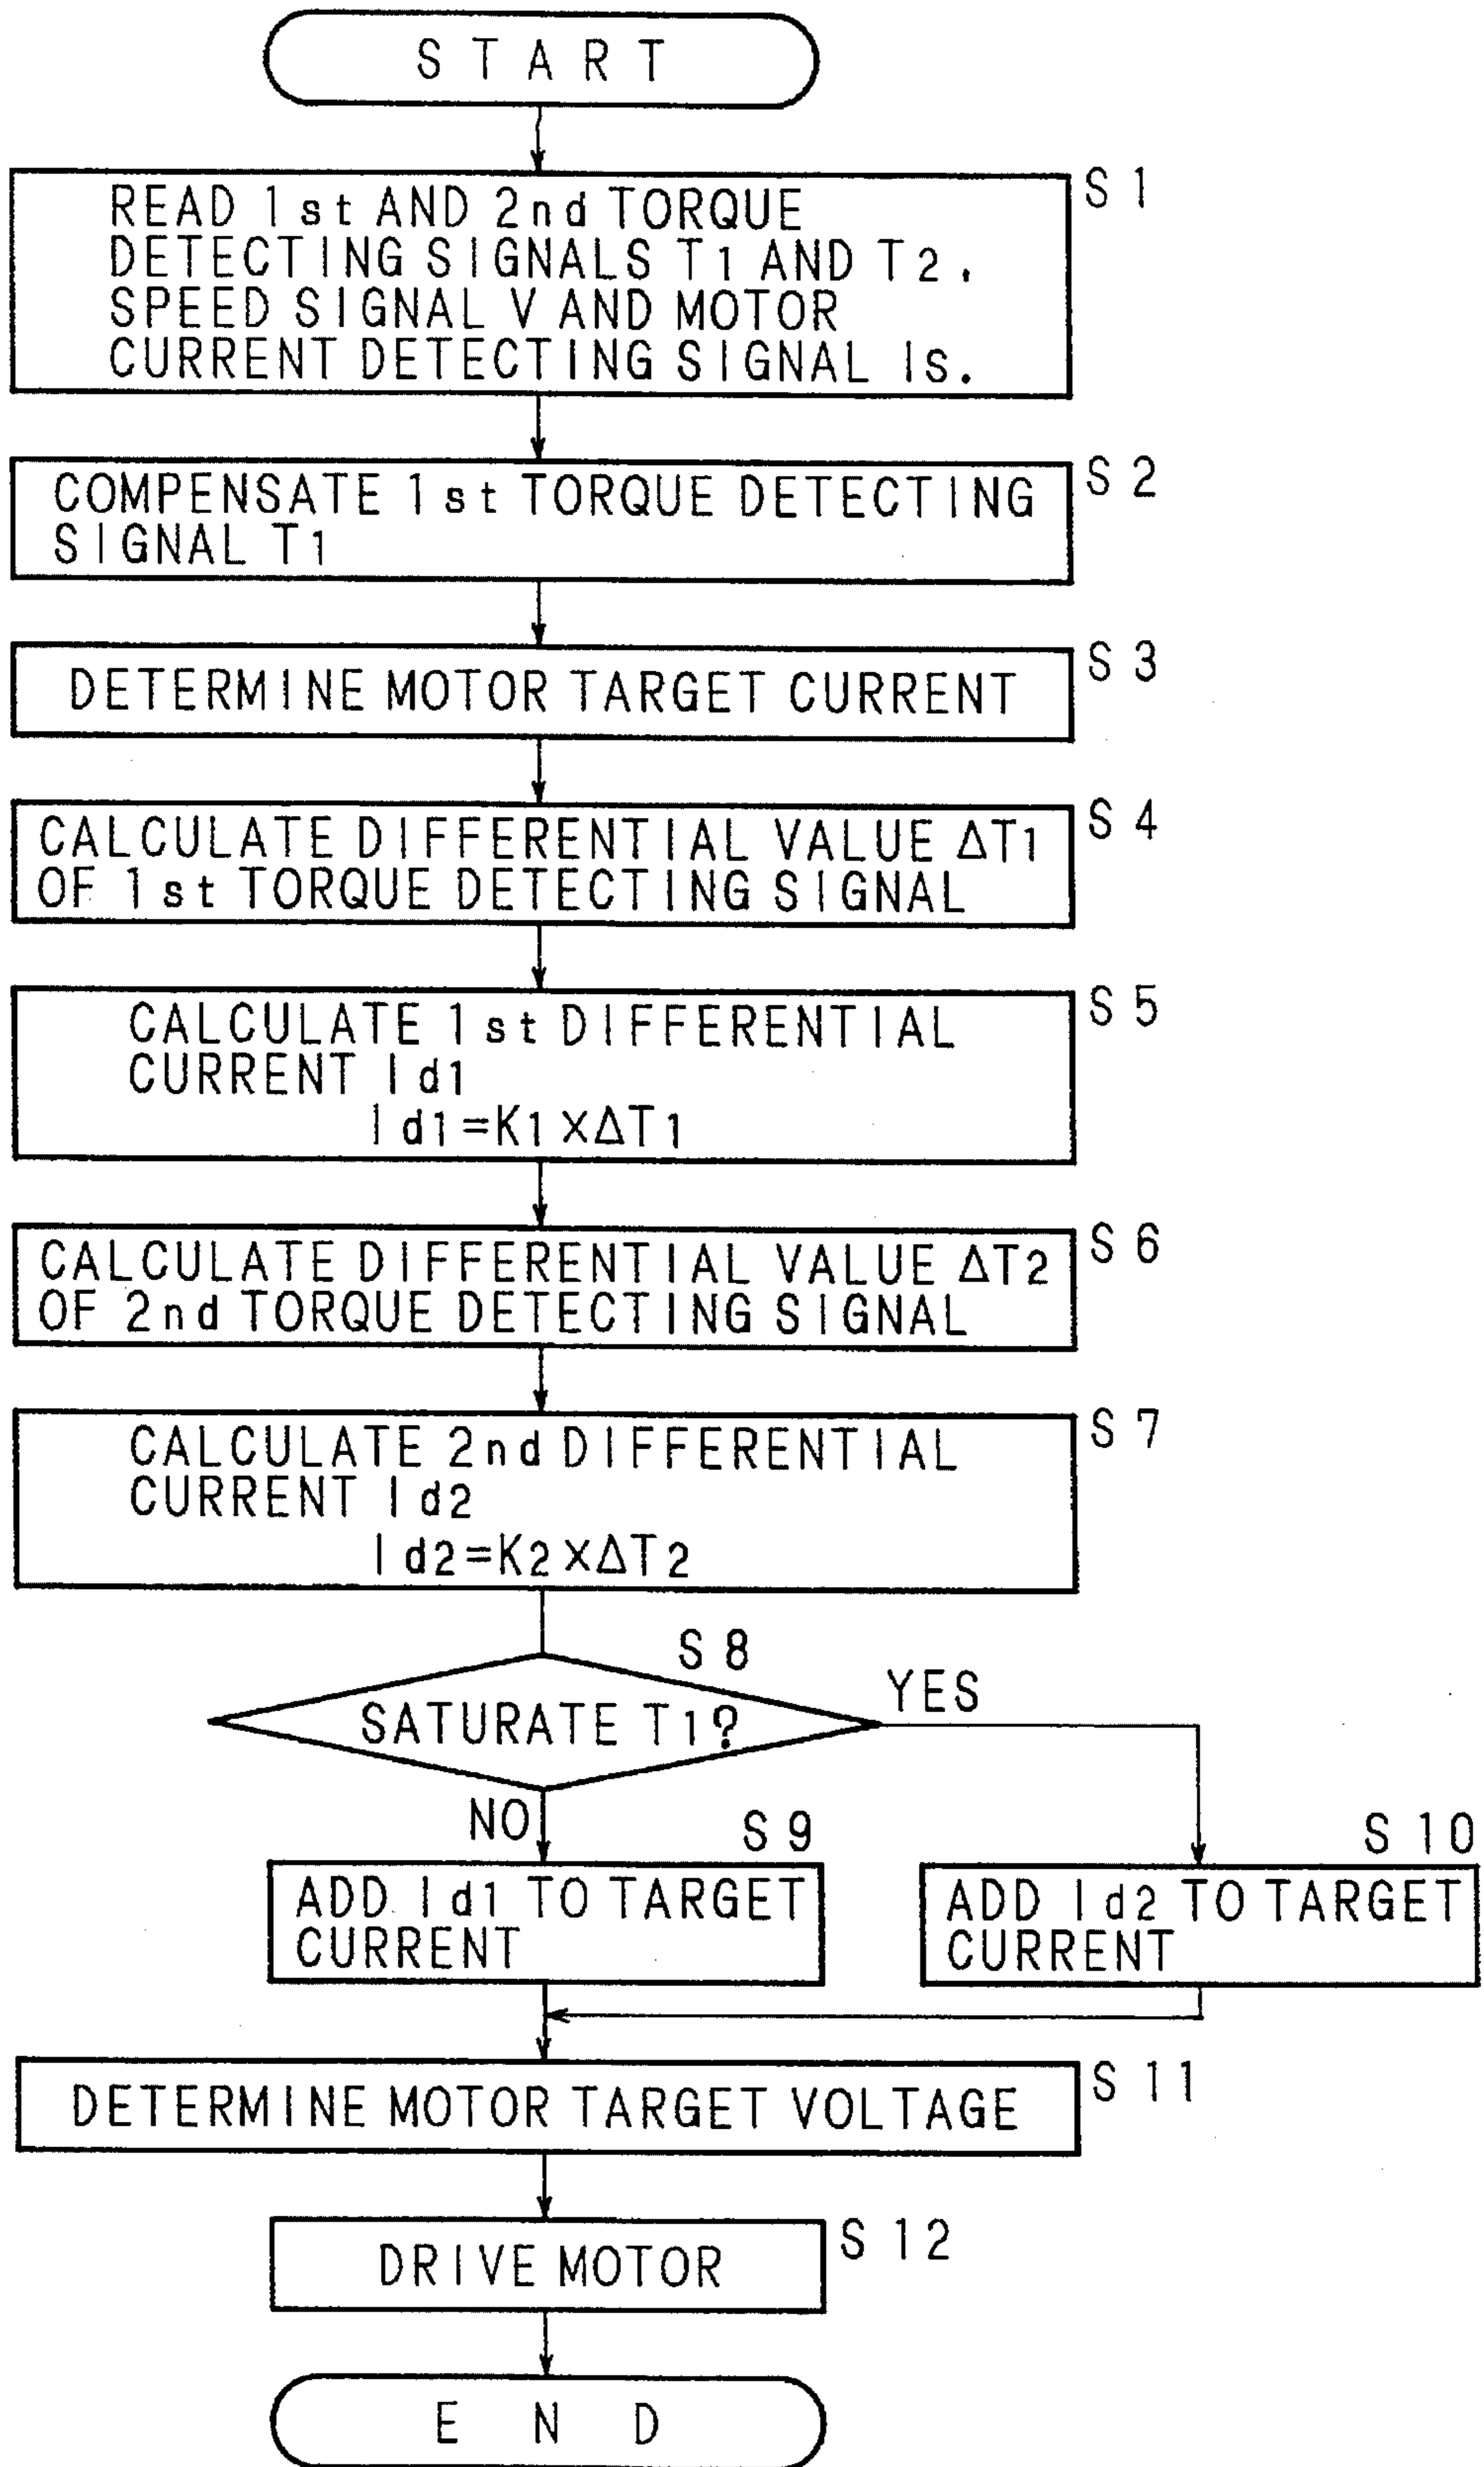 START
READ 1st AND 2nd TORQUE
DETECTING SIGNALS T1 AND T2.
SPEED SIGNAL V AND MOTOR
CURRENT DETECTING SIGNAL Is.
S1
COMPENSATE 1st TORQUE DETECTING
SIGNAL T1
S2
DETERMINE MOTOR TARGET CURRENT
S3
CALCULATE DIFFERENTIAL VALUE ΔT1
OF 1st TORQUE DETECTING SIGNAL
S4
CALCULATE 1st DIFFERENTIAL
CURRENT Id1
Id1=K1×ΔT1
S5
CALCULATE DIFFERENTIAL VALUE ΔT2
OF 2nd TORQUE DETECTING SIGNAL
S6
CALCULATE 2nd DIFFERENTIAL
CURRENT Id2
Id2=K2×ΔT2
S7
S8
SATURATE T1?
YES
NO
S9
ADD Id1 TO TARGET
CURRENT
S10
ADD Id2 TO TARGET
CURRENT
DETERMINE MOTOR TARGET VOLTAGE
S11
DRIVE MOTOR
S12
END